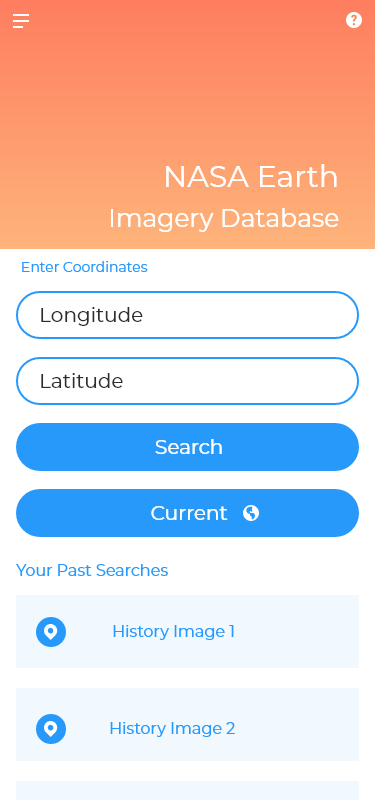 NASA Earth
Imagery Database
Enter Coordinates
Longitude
Latitude
Search
Current
Your Past Searches
History Image 1
History Image 2